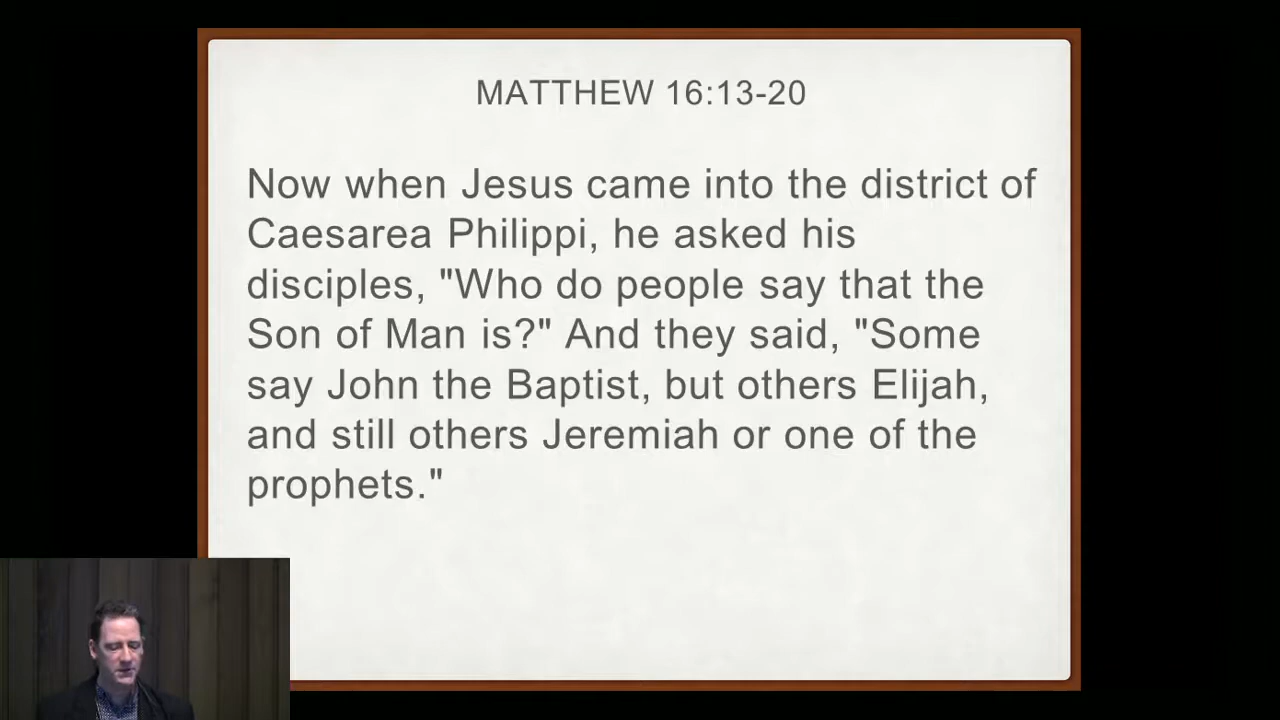 MATTHEW 16:13-20
Now when Jesus came into the district of
Caesarea Philippi, he asked his
disciples, "Who do people say that the
Son of Man is?" And they said, "Some
say John the Baptist, but others Elijah,
and still others Jeremiah or one of the
prophets."